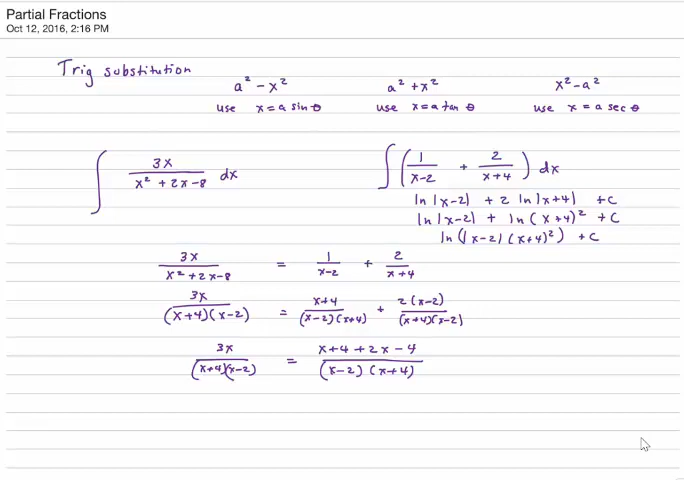 Partial Fractions
Oct 12, 2016, 2:16 PM
Trig substitution
a² - x² a² + x² x² - a²
use x = a sin θ use x = a tan θ use x = a sec θ
∫ 3x / (x² + 2x - 8) dx ∫ ( 1 / (x-2) + 2 / (x+4) ) dx
ln |x-2| + 2 ln |x+4| + C
ln |x-2| + ln (x+4)² + C
ln (|x-2| (x+4)²) + C
3x / (x² + 2x - 8) = 1 / (x-2) + 2 / (x+4)
3x / ((x+4)(x-2)) = (x+4) / ((x-2)(x+4)) + 2(x-2) / ((x+4)(x-2))
3x / ((x+4)(x-2)) = (x+4+2x-4) / ((x-2)(x+4))